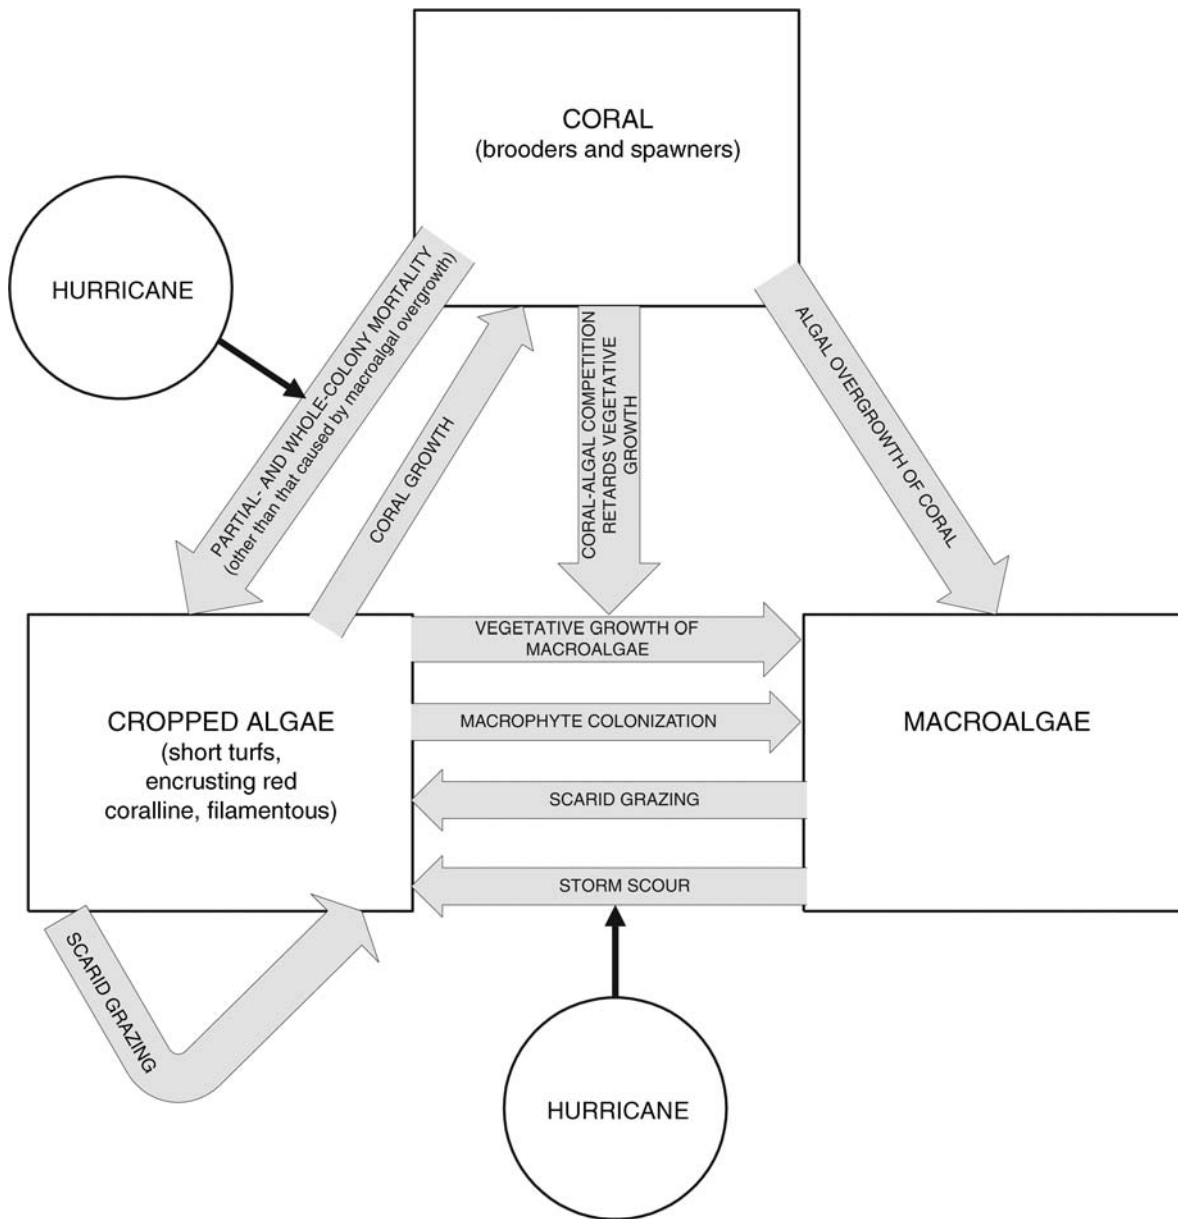 CORAL
(brooders and spawners)
HURRICANE
PARTIAL- AND WHOLE-COLONY MORTALITY
(other than that caused by macroalgal overgrowth)
CORAL GROWTH
CORAL-ALGAL COMPETITION
RETARDS VEGETATIVE
GROWTH
ALGAL OVERGROWTH OF CORAL
CROPPED ALGAE
(short turfs,
encrusting red
coralline, filamentous)
VEGETATIVE GROWTH OF
MACROALGAE
MACROPHYTE COLONIZATION
SCARID GRAZING
STORM SCOUR
MACROALGAE
SCARID GRAZING
HURRICANE